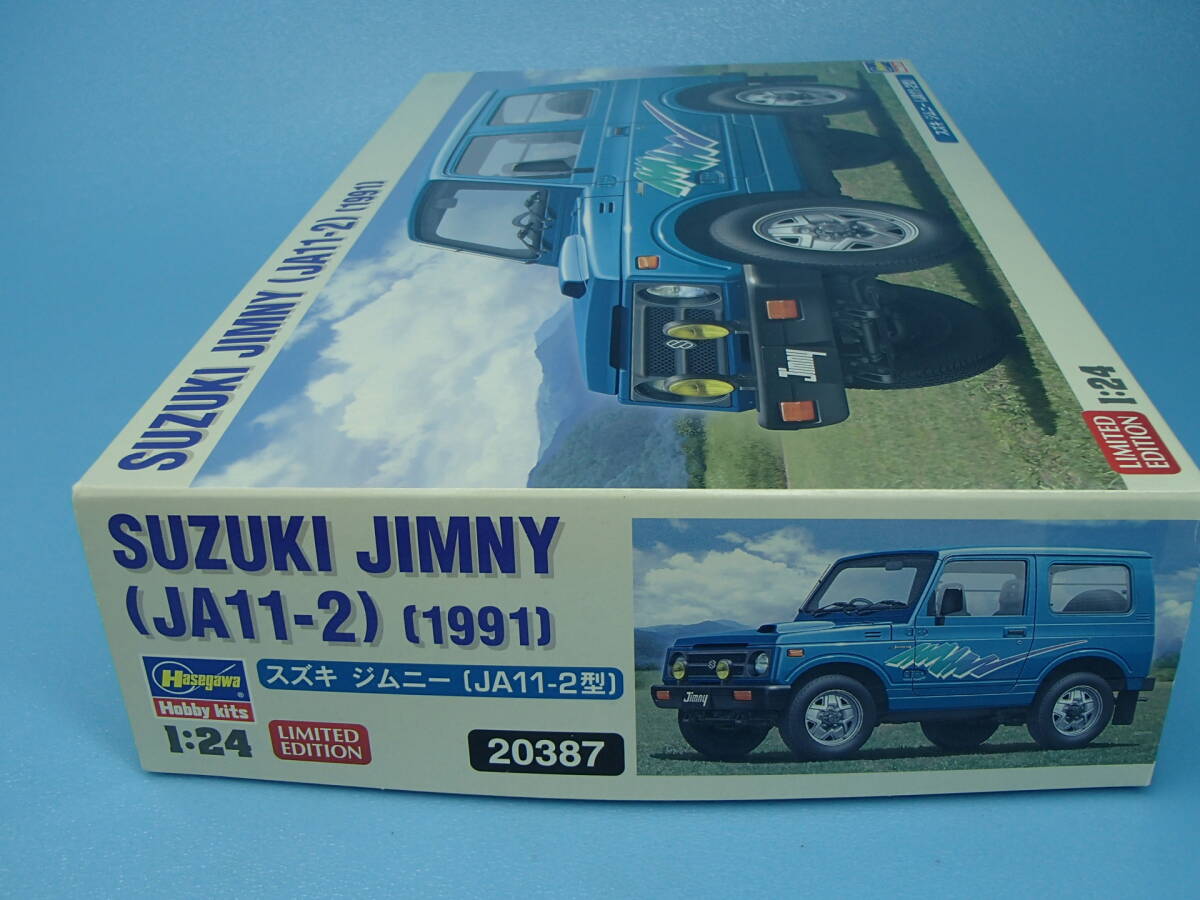 SUZUKI JIMNY (JA11-2) (1991)
Jimny
1:24
LIMITED
EDITION
SUZUKI JIMNY
(JA11-2) (1991)
Hasegawa
Hobby kits
スズキ ジムニー (JA11-2型)
1:24
LIMITED
EDITION
20387
Jimny